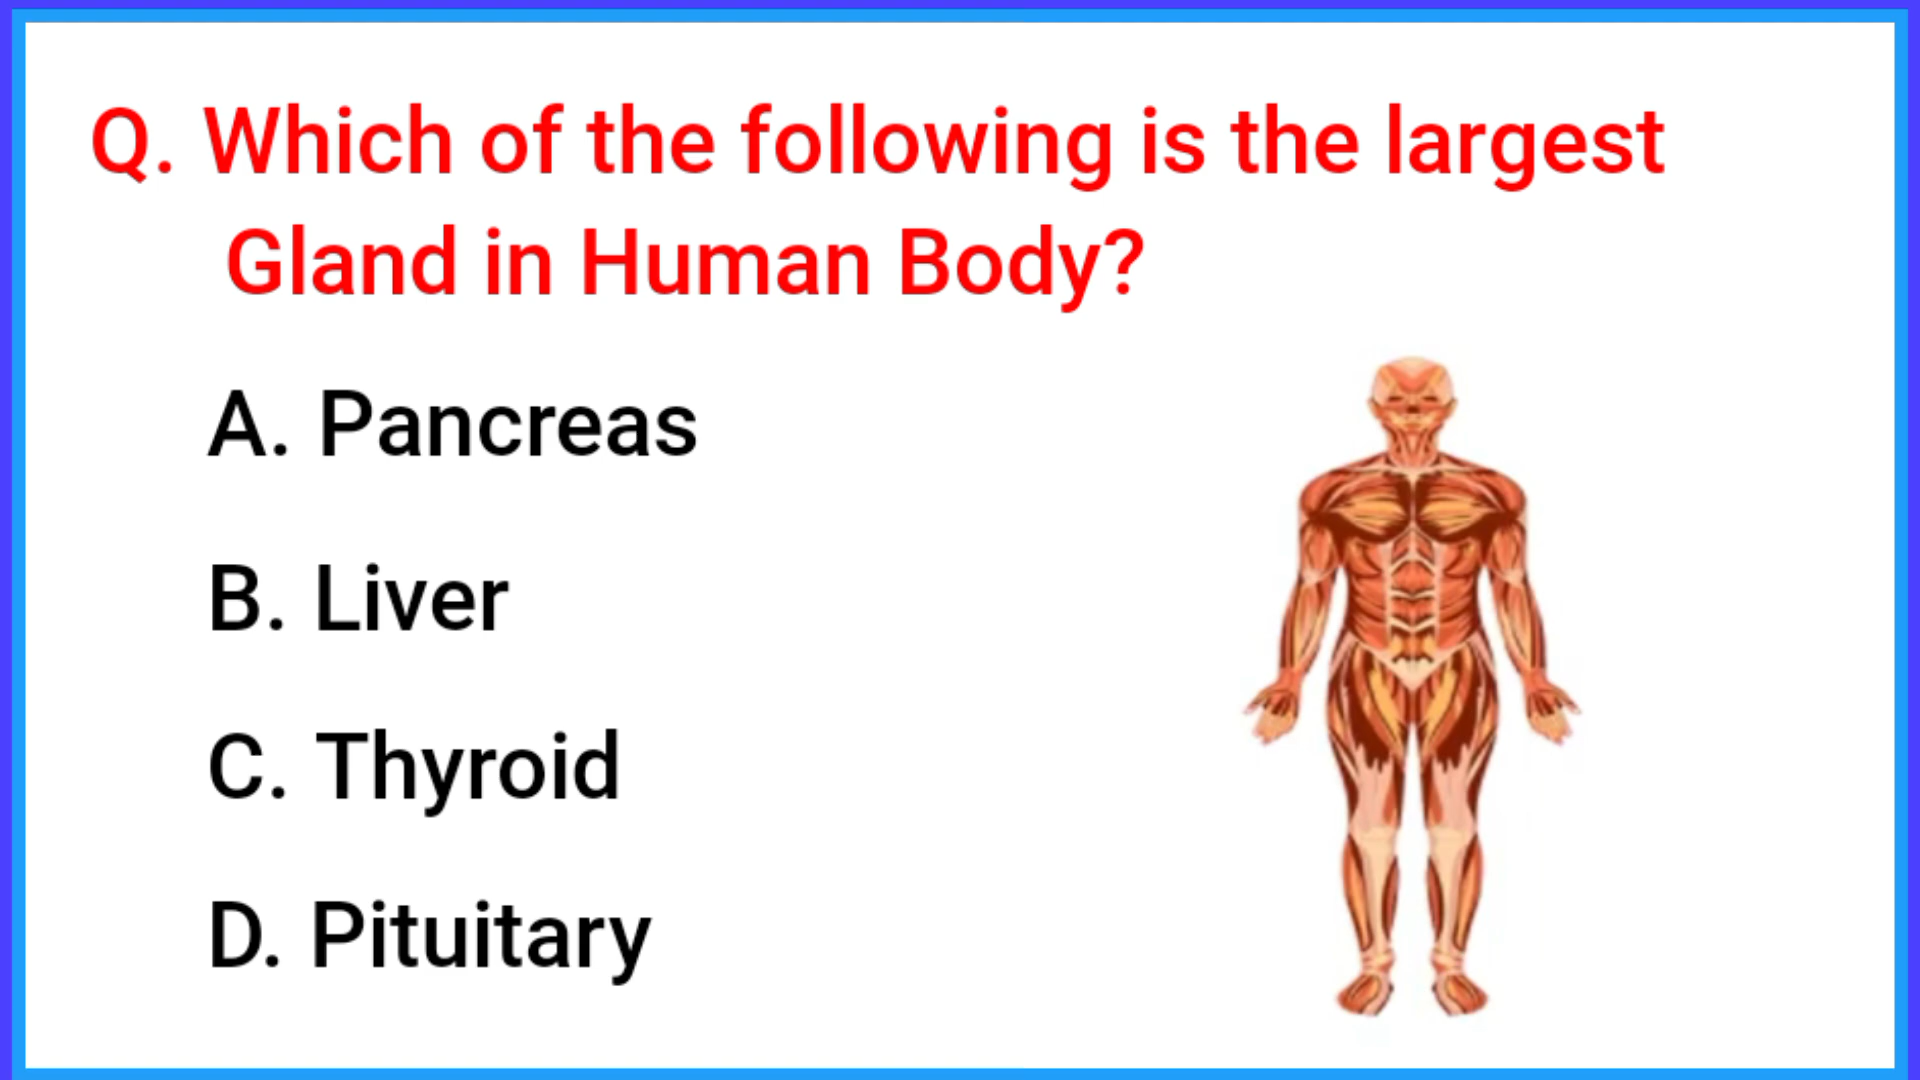 Q. Which of the following is the largest
Gland in Human Body?
A. Pancreas
B. Liver
C. Thyroid
D. Pituitary